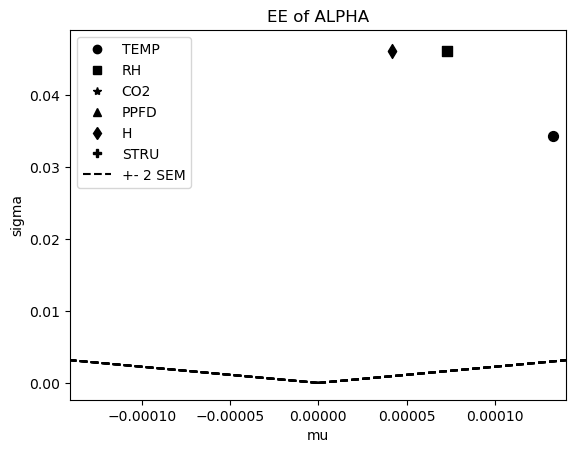 EE of ALPHA
TEMP
RH
CO2
PPFD
H
STRU
+- 2 SEM
sigma
0.04
0.03
0.02
0.01
0.00
−0.00010 −0.00005 0.00000 0.00005 0.00010
mu